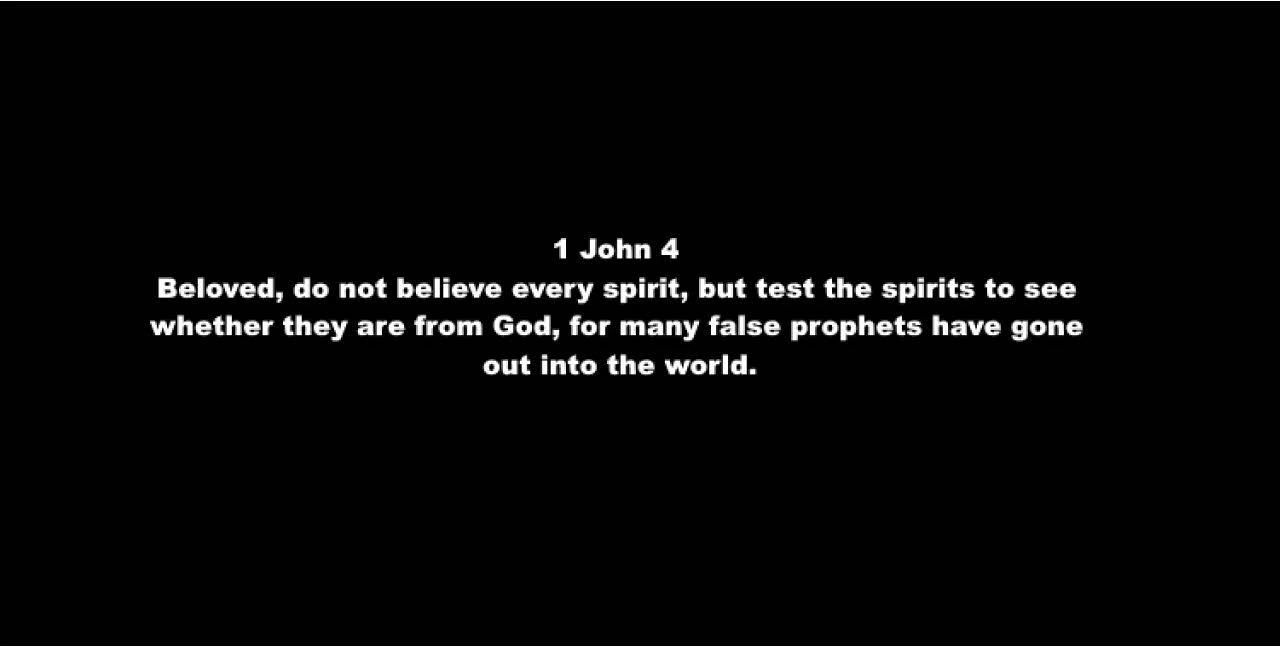 1 John 4
Beloved, do not believe every spirit, but test the spirits to see
whether they are from God, for many false prophets have gone
out into the world.